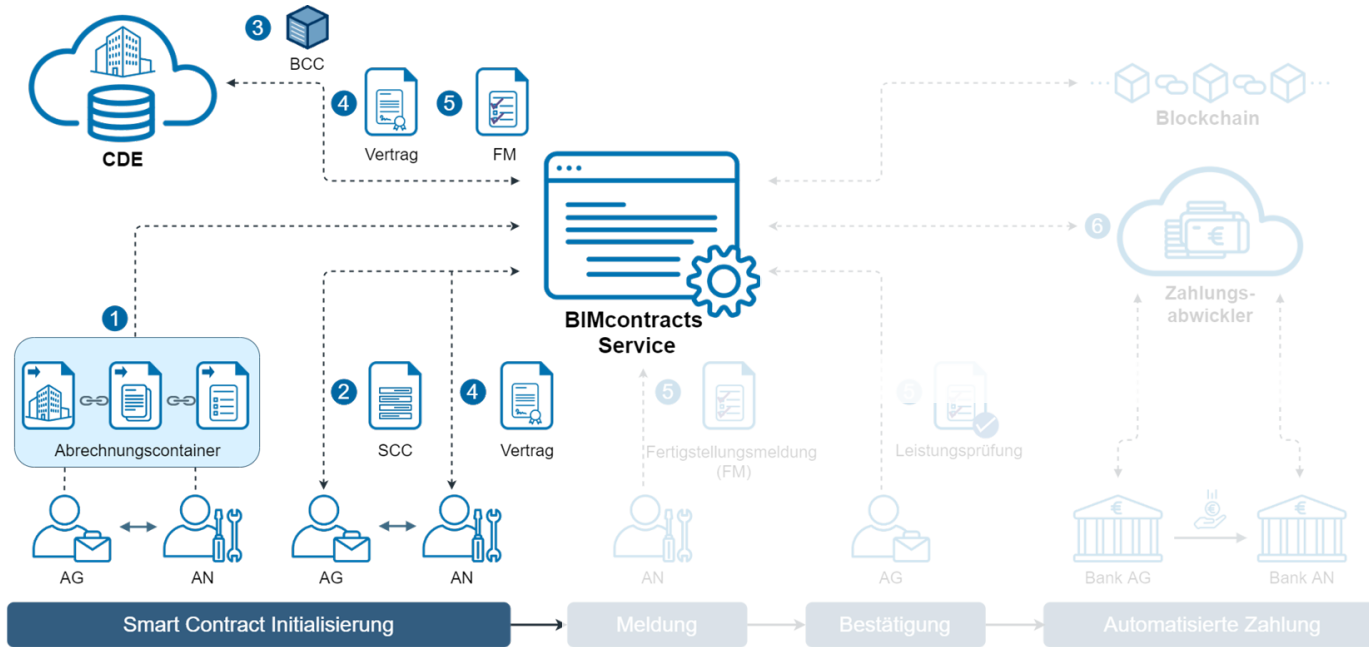 3
BCC
4
5
Vertrag
FM
CDE
Blockchain
6
€
Zahlungs-
abwickler
BIMcontracts
Service
1
Abrechnungscontainer
2
SCC
4
Vertrag
5
Fertigstellungsmeldung
(FM)
Leistungsprüfung
AG
AN
AG
AN
AN
AG
€
€
€
Bank AG
Bank AN
Smart Contract Initialisierung
Meldung
Bestätigung
Automatisierte Zahlung